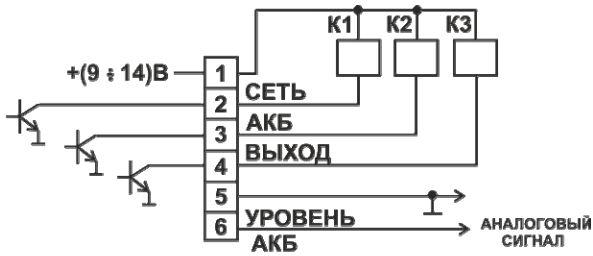 К1 К2 К3
+(9 ÷ 14)В 1
2 СЕТЬ
3 АКБ
4 ВЫХОД
5
6 УРОВЕНЬ
АКБ
АНАЛОГОВЫЙ
СИГНАЛ